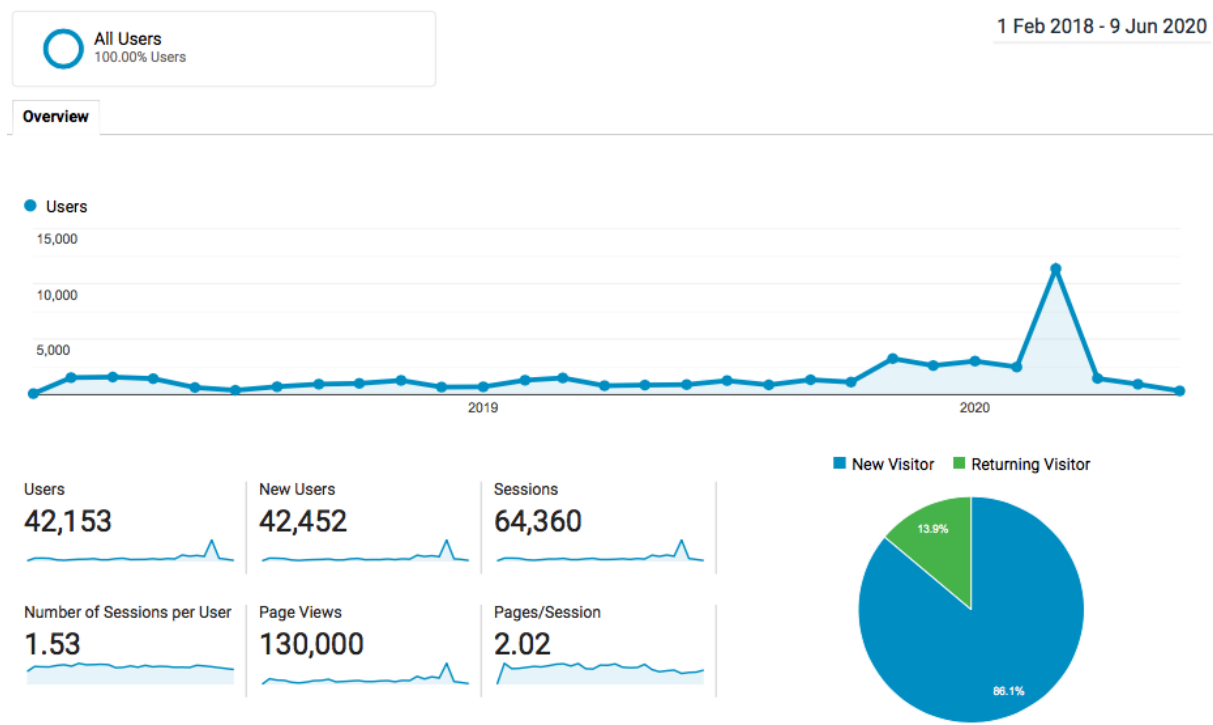 All Users
100.00% Users
1 Feb 2018 - 9 Jun 2020
Overview
Users
15,000
10,000
5,000
2019
2020
New Visitor
Returning Visitor
Users
42,153
New Users
42,452
Sessions
64,360
Number of Sessions per User
1.53
Page Views
130,000
Pages/Session
2.02
13.9%
86.1%